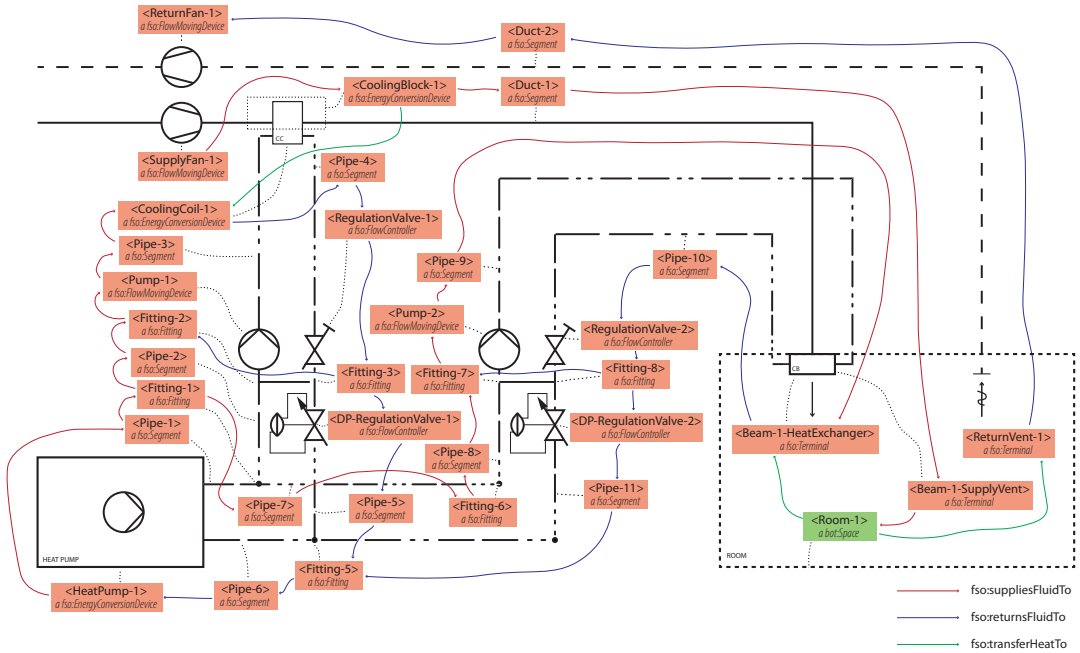 <ReturnFan-1>
a fso:FlowMovingDevice
<Duct-2>
a fso:Segment
<CoolingBlock-1>
a fso:EnergyConversionDevice
<Duct-1>
a fso:Segment
CC
<SupplyFan-1>
a fso:FlowMovingDevice
<Pipe-4>
a fso:Segment
<CoolingCoil-1>
a fso:EnergyConversionDevice
<RegulationValve-1>
a fso:FlowController
<Pipe-3>
a fso:Segment
<Pipe-9>
a fso:Segment
<Pipe-10>
a fso:Segment
<Pump-1>
a fso:FlowMovingDevice
<Fitting-2>
a fso:Fitting
<Pump-2>
a fso:FlowMovingDevice
<RegulationValve-2>
a fso:FlowController
<Pipe-2>
a fso:Segment
<Fitting-3>
a fso:Fitting
<Fitting-7>
a fso:Fitting
<Fitting-8>
a fso:Fitting
CB
<Fitting-1>
a fso:Fitting
<Pipe-1>
a fso:Segment
<DP-RegulationValve-1>
a fso:FlowController
<DP-RegulationValve-2>
a fso:FlowController
<Beam-1-HeatExchanger>
a fso:Terminal
<ReturnVent-1>
a fso:Terminal
<Pipe-8>
a fso:Segment
<Pipe-7>
a fso:Segment
<Pipe-5>
a fso:Segment
<Fitting-6>
a fso:Fitting
<Pipe-11>
a fso:Segment
<Beam-1-SupplyVent>
a fso:Terminal
<Room-1>
a bot:Space
HEAT PUMP
ROOM
<Fitting-5>
a fso:Fitting
<HeatPump-1>
a fso:EnergyConversionDevice
<Pipe-6>
a fso:Segment
fso:suppliesFluidTo
fso:returnsFluidTo
fso:transferHeatTo